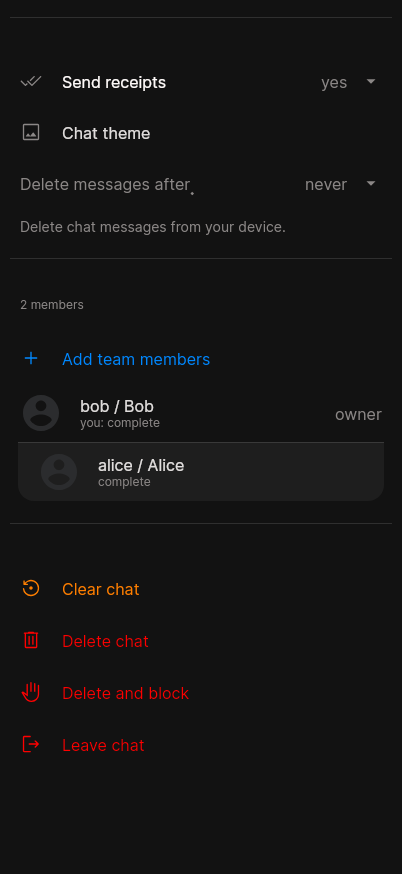 Send receipts yes
Chat theme
Delete messages after never
Delete chat messages from your device.
2 members
Add team members
bob / Bob owner
you: complete
alice / Alice
complete
Clear chat
Delete chat
Delete and block
Leave chat